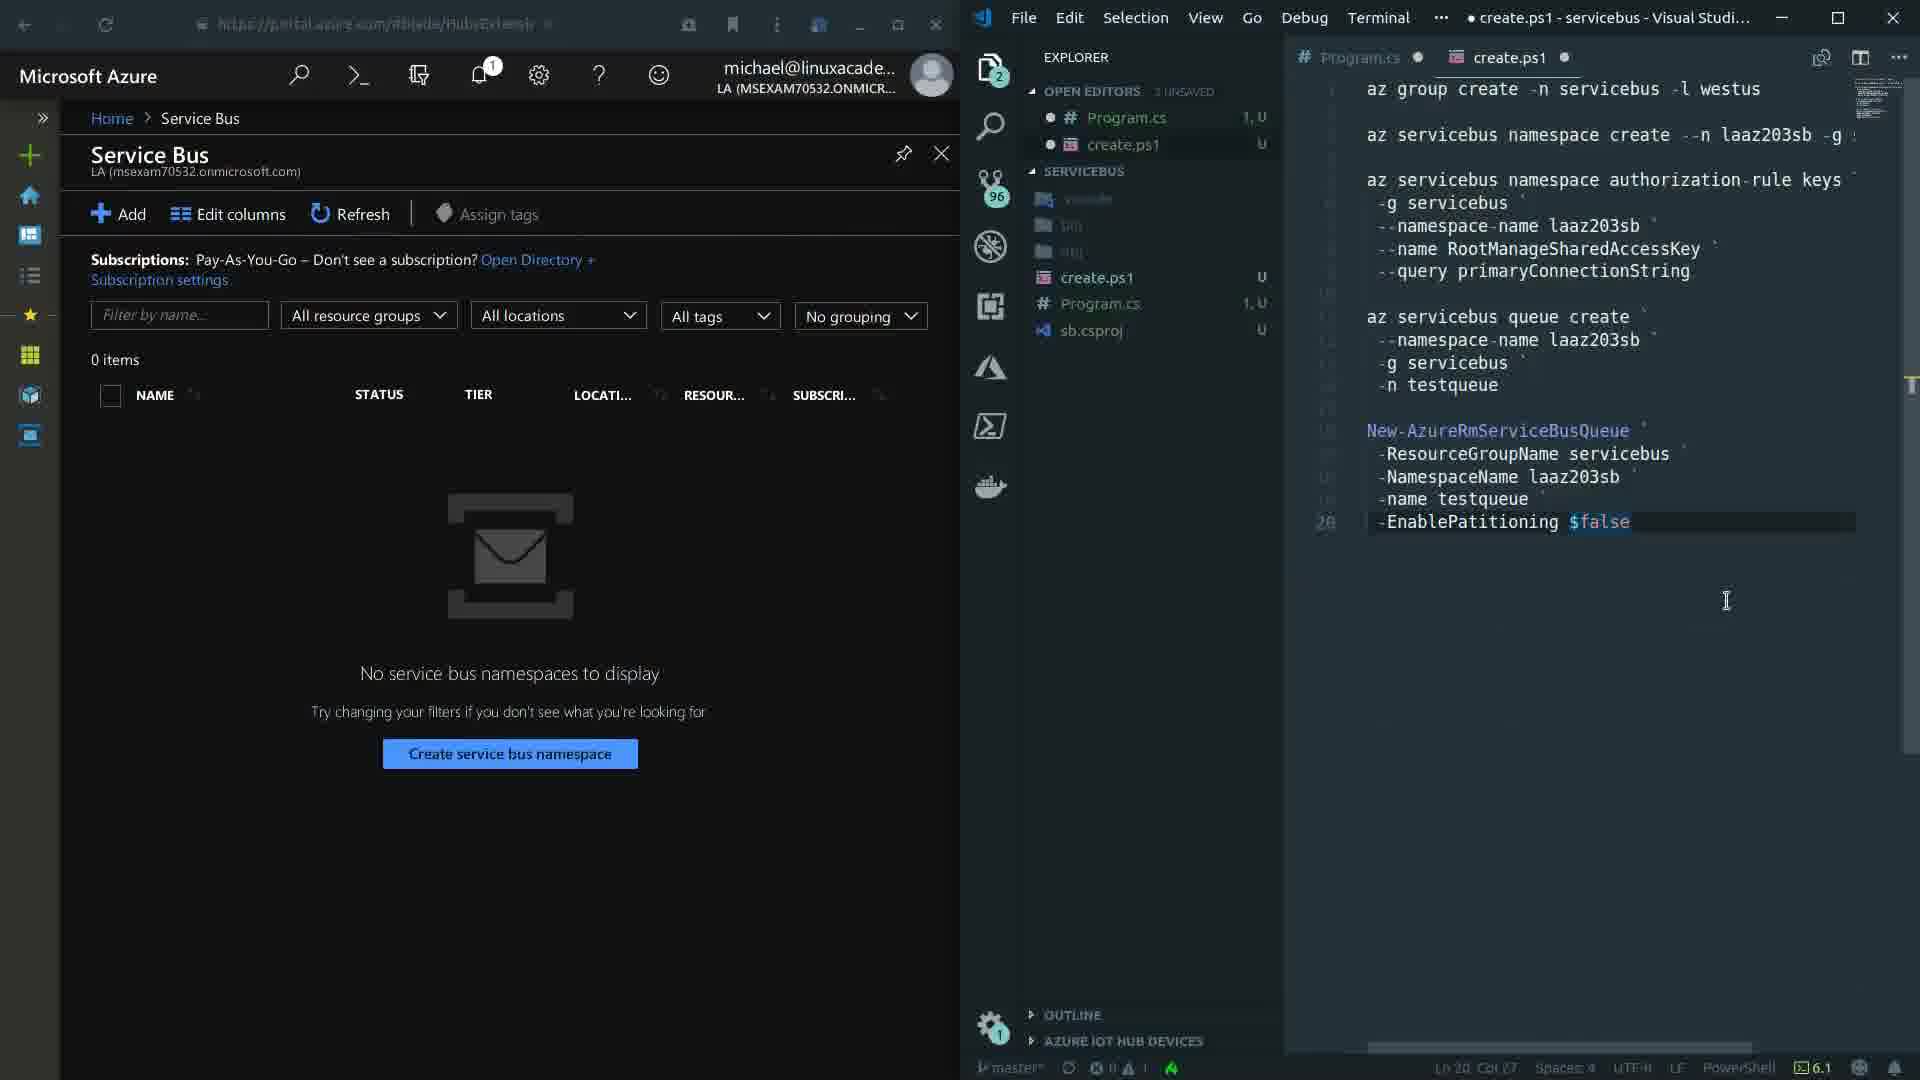 https://portal.azure.com/#blade/HubsExtensi
Microsoft Azure
1
michael@linuxacade...
LA (MSEXAM70532.ONMICR...
Home > Service Bus
Service Bus
LA (msexam70532.onmicrosoft.com)
Add
Edit columns
Refresh
Assign tags
Subscriptions: Pay-As-You-Go – Don't see a subscription? Open Directory +
Subscription settings
Filter by name...
All resource groups
All locations
All tags
No grouping
0 items
NAME
STATUS
TIER
LOCATI...
RESOUR...
SUBSCRI...
No service bus namespaces to display
Try changing your filters if you don't see what you're looking for
Create service bus namespace
File Edit Selection View Go Debug Terminal ··· ● create.ps1 - servicebus - Visual Studi...
2
96
1
EXPLORER
OPEN EDITORS 2 UNSAVED
# Program.cs 1, U
create.ps1 U
SERVICEBUS
.vscode
bin
obj
create.ps1 U
# Program.cs 1, U
sb.csproj U
OUTLINE
AZURE IOT HUB DEVICES
# Program.cs
create.ps1
az group create -n servicebus -l westus
az servicebus namespace create --n laaz203sb -g
az servicebus namespace authorization-rule keys
-g servicebus `
--namespace-name laaz203sb `
--name RootManageSharedAccessKey `
--query primaryConnectionString
az servicebus queue create `
--namespace-name laaz203sb `
-g servicebus `
-n testqueue
New-AzureRmServiceBusQueue `
-ResourceGroupName servicebus `
-NamespaceName laaz203sb `
-name testqueue `
20 -EnablePatitioning $false
master* 0 1 Ln 20, Col 27 Spaces: 4 UTF-8 LF PowerShell 6.1